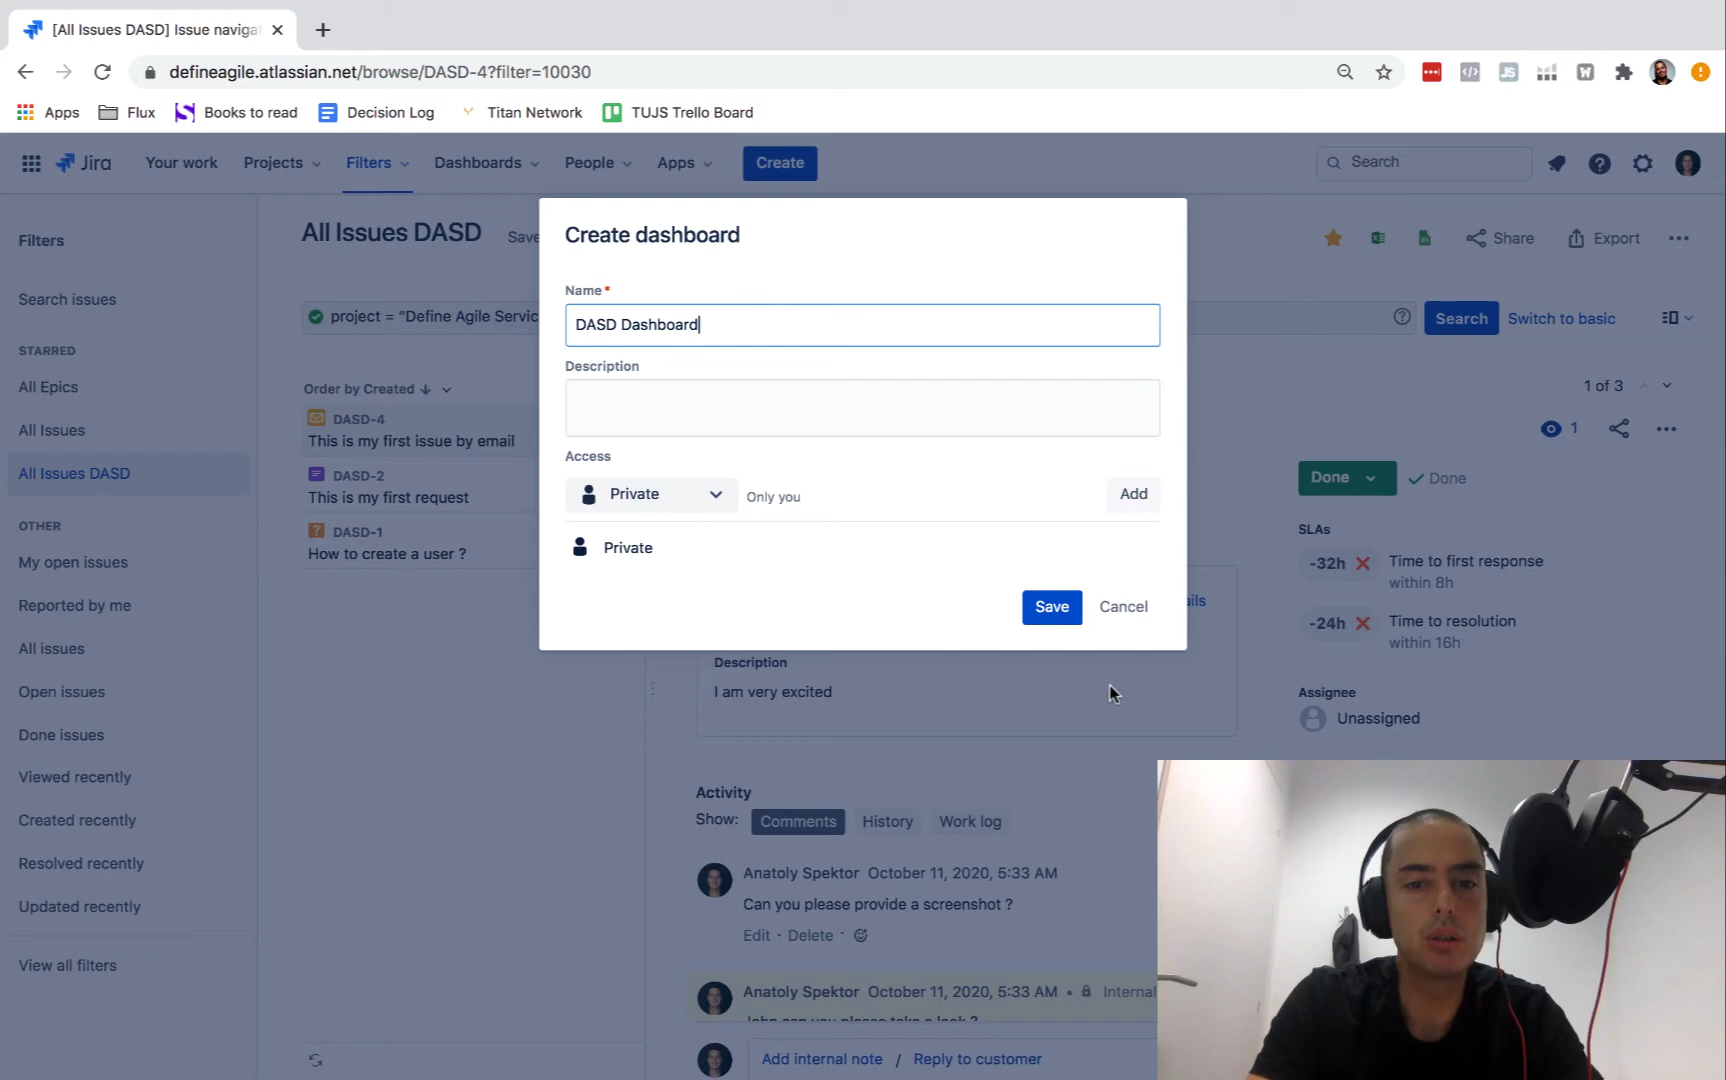 [All Issues DASD] Issue naviga
defineagile.atlassian.net/browse/DASD-4?filter=10030
Apps
Flux
Books to read
Decision Log
Titan Network
TUJS Trello Board
Jira
Your work
Projects
Filters
Dashboards
People
Apps
Create
Search
Filters
Search issues
STARRED
All Epics
All Issues
All Issues DASD
OTHER
My open issues
Reported by me
All issues
Open issues
Done issues
Viewed recently
Created recently
Resolved recently
Updated recently
View all filters
All Issues DASD
Save
Share
Export
project = "Define Agile Servic
Search
Switch to basic
Order by Created
DASD-4
This is my first issue by email
DASD-2
This is my first request
DASD-1
How to create a user ?
Create dashboard
Name*
DASD Dashboard
Description
Access
Private
Only you
Add
Private
Save
Cancel
ails
Description
I am very excited
Activity
Show:
Comments
History
Work log
Anatoly Spektor October 11, 2020, 5:33 AM
Can you please provide a screenshot ?
Edit · Delete ·
Anatoly Spektor October 11, 2020, 5:33 AM • Internal
John can you please take a look ?
Add internal note / Reply to customer
1 of 3
1
Done
Done
SLAs
-32h
Time to first response
within 8h
-24h
Time to resolution
within 16h
Assignee
Unassigned